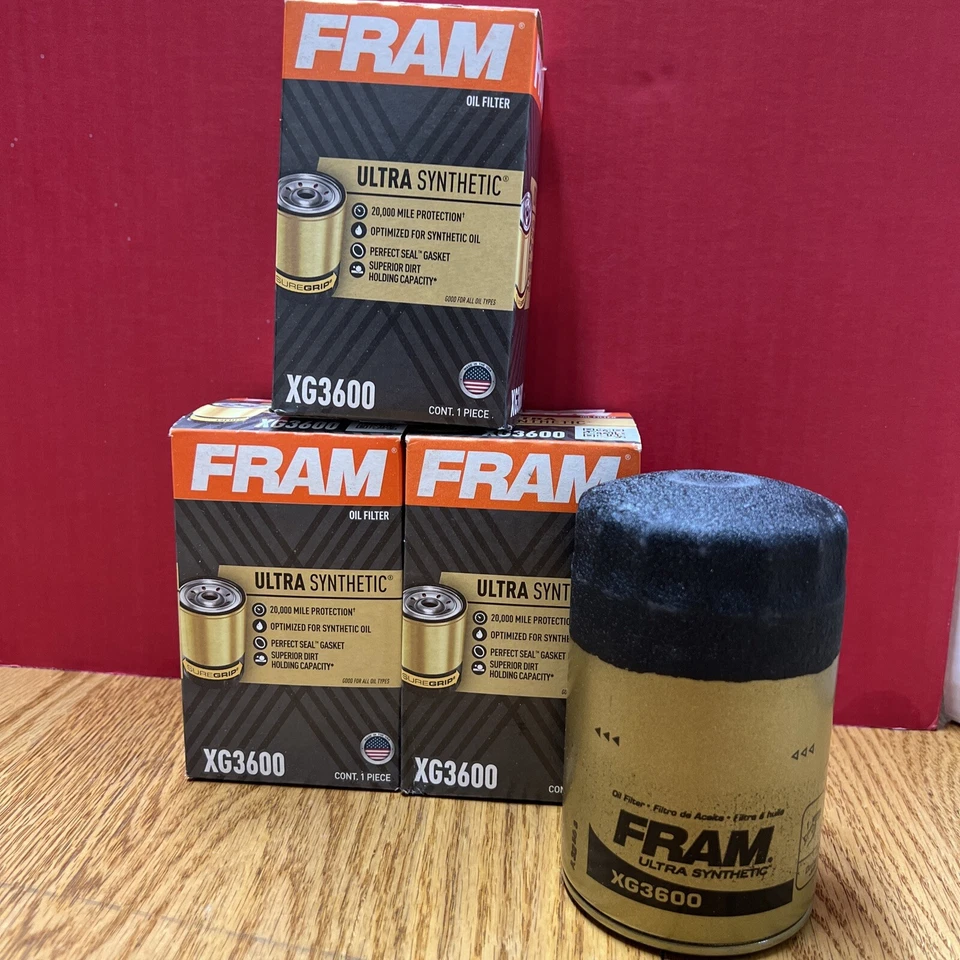 FRAM®
OIL FILTER
ULTRA SYNTHETIC®
20,000 MILE PROTECTION†
OPTIMIZED FOR SYNTHETIC OIL
PERFECT SEAL™ GASKET
SUPERIOR DIRT
HOLDING CAPACITY*
SUREGRIP®
GOOD FOR ALL OIL TYPES
XG3600
CONT. 1 PIECE
XG3600
FRAM®
OIL FILTER
ULTRA SYNTHETIC®
20,000 MILE PROTECTION†
OPTIMIZED FOR SYNTHETIC OIL
PERFECT SEAL™ GASKET
SUPERIOR DIRT
HOLDING CAPACITY*
SUREGRIP®
GOOD FOR ALL OIL TYPES
XG3600
CONT. 1 PIECE
XG3600
FRAM
ULTRA SYNT
20,000 MILE PROTECTIO
OPTIMIZED FOR SYNTHE
PERFECT SEAL™ GASKET
SUPERIOR DIRT
HOLDING CAPACITY*
SUREGRIP®
XG3600
CON
Oil Filter • Filtro de Aceite • Filtre à huile
FRAM®
ULTRA SYNTHETIC®
XG3600